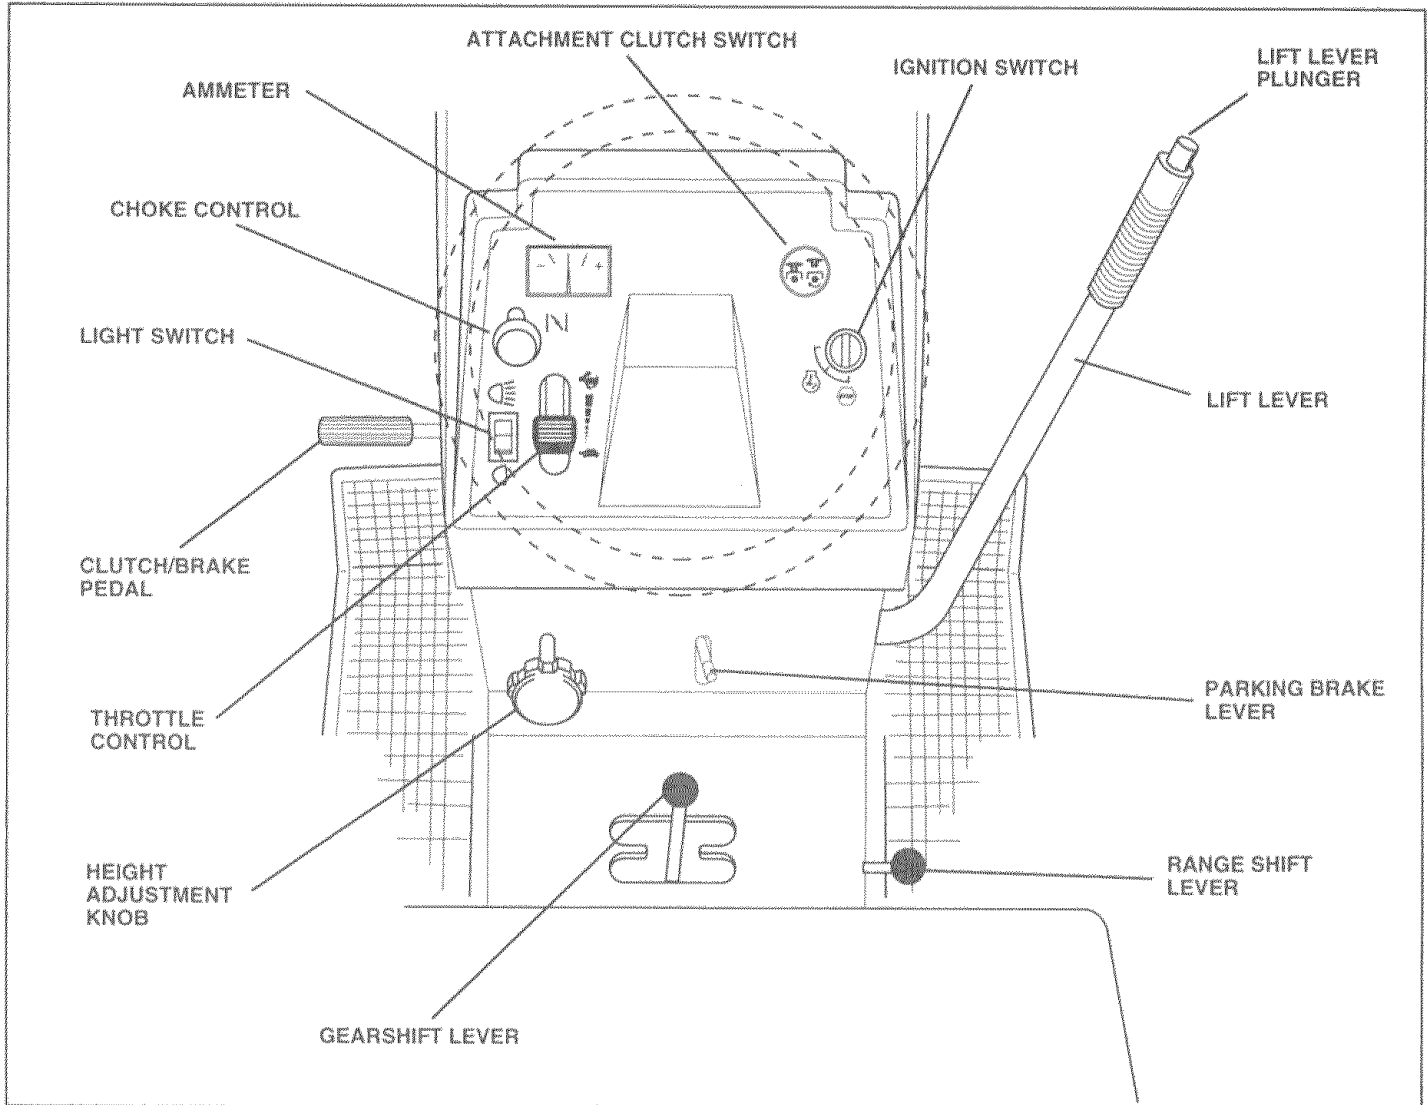 ATTACHMENT CLUTCH SWITCH
IGNITION SWITCH
LIFT LEVER
PLUNGER
AMMETER
CHOKE CONTROL
LIGHT SWITCH
LIFT LEVER
CLUTCH/BRAKE
PEDAL
THROTTLE
CONTROL
PARKING BRAKE
LEVER
HEIGHT
ADJUSTMENT
KNOB
RANGE SHIFT
LEVER
GEARSHIFT LEVER